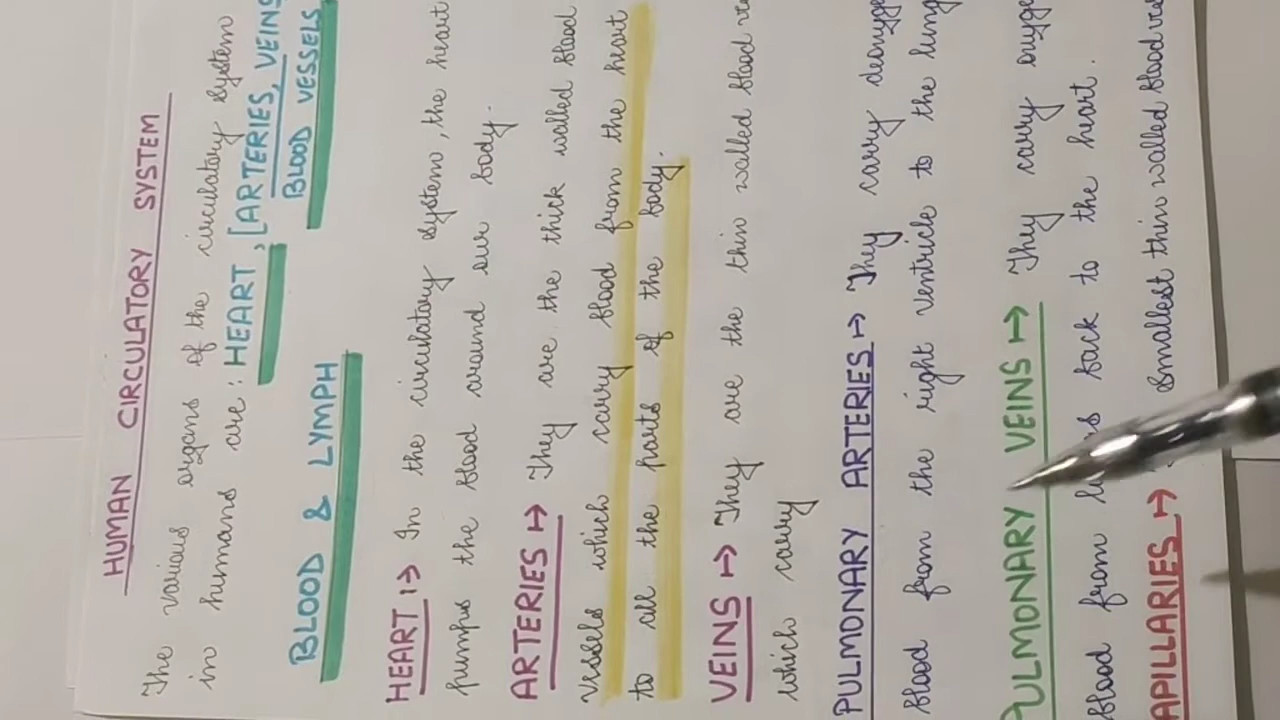 HUMAN CIRCULATORY SYSTEM
The various organs of the circulatory system
in humans are : HEART , [ARTERIES, VEINS
BLOOD VESSELS
BLOOD & LYMPH
HEART :→ In the circulatory system, the heart
pumps the blood around our body.
ARTERIES → They are the thick walled blood
vessels which carry blood from the heart
to all the parts of the body.
VEINS → They are the thin walled blood
which carry
PULMONARY ARTERIES → They carry
blood from the right ventricle to the
PULMONARY VEINS → They carry
blood from back to the heart.
APILLARIES → Smallest thin walled blood